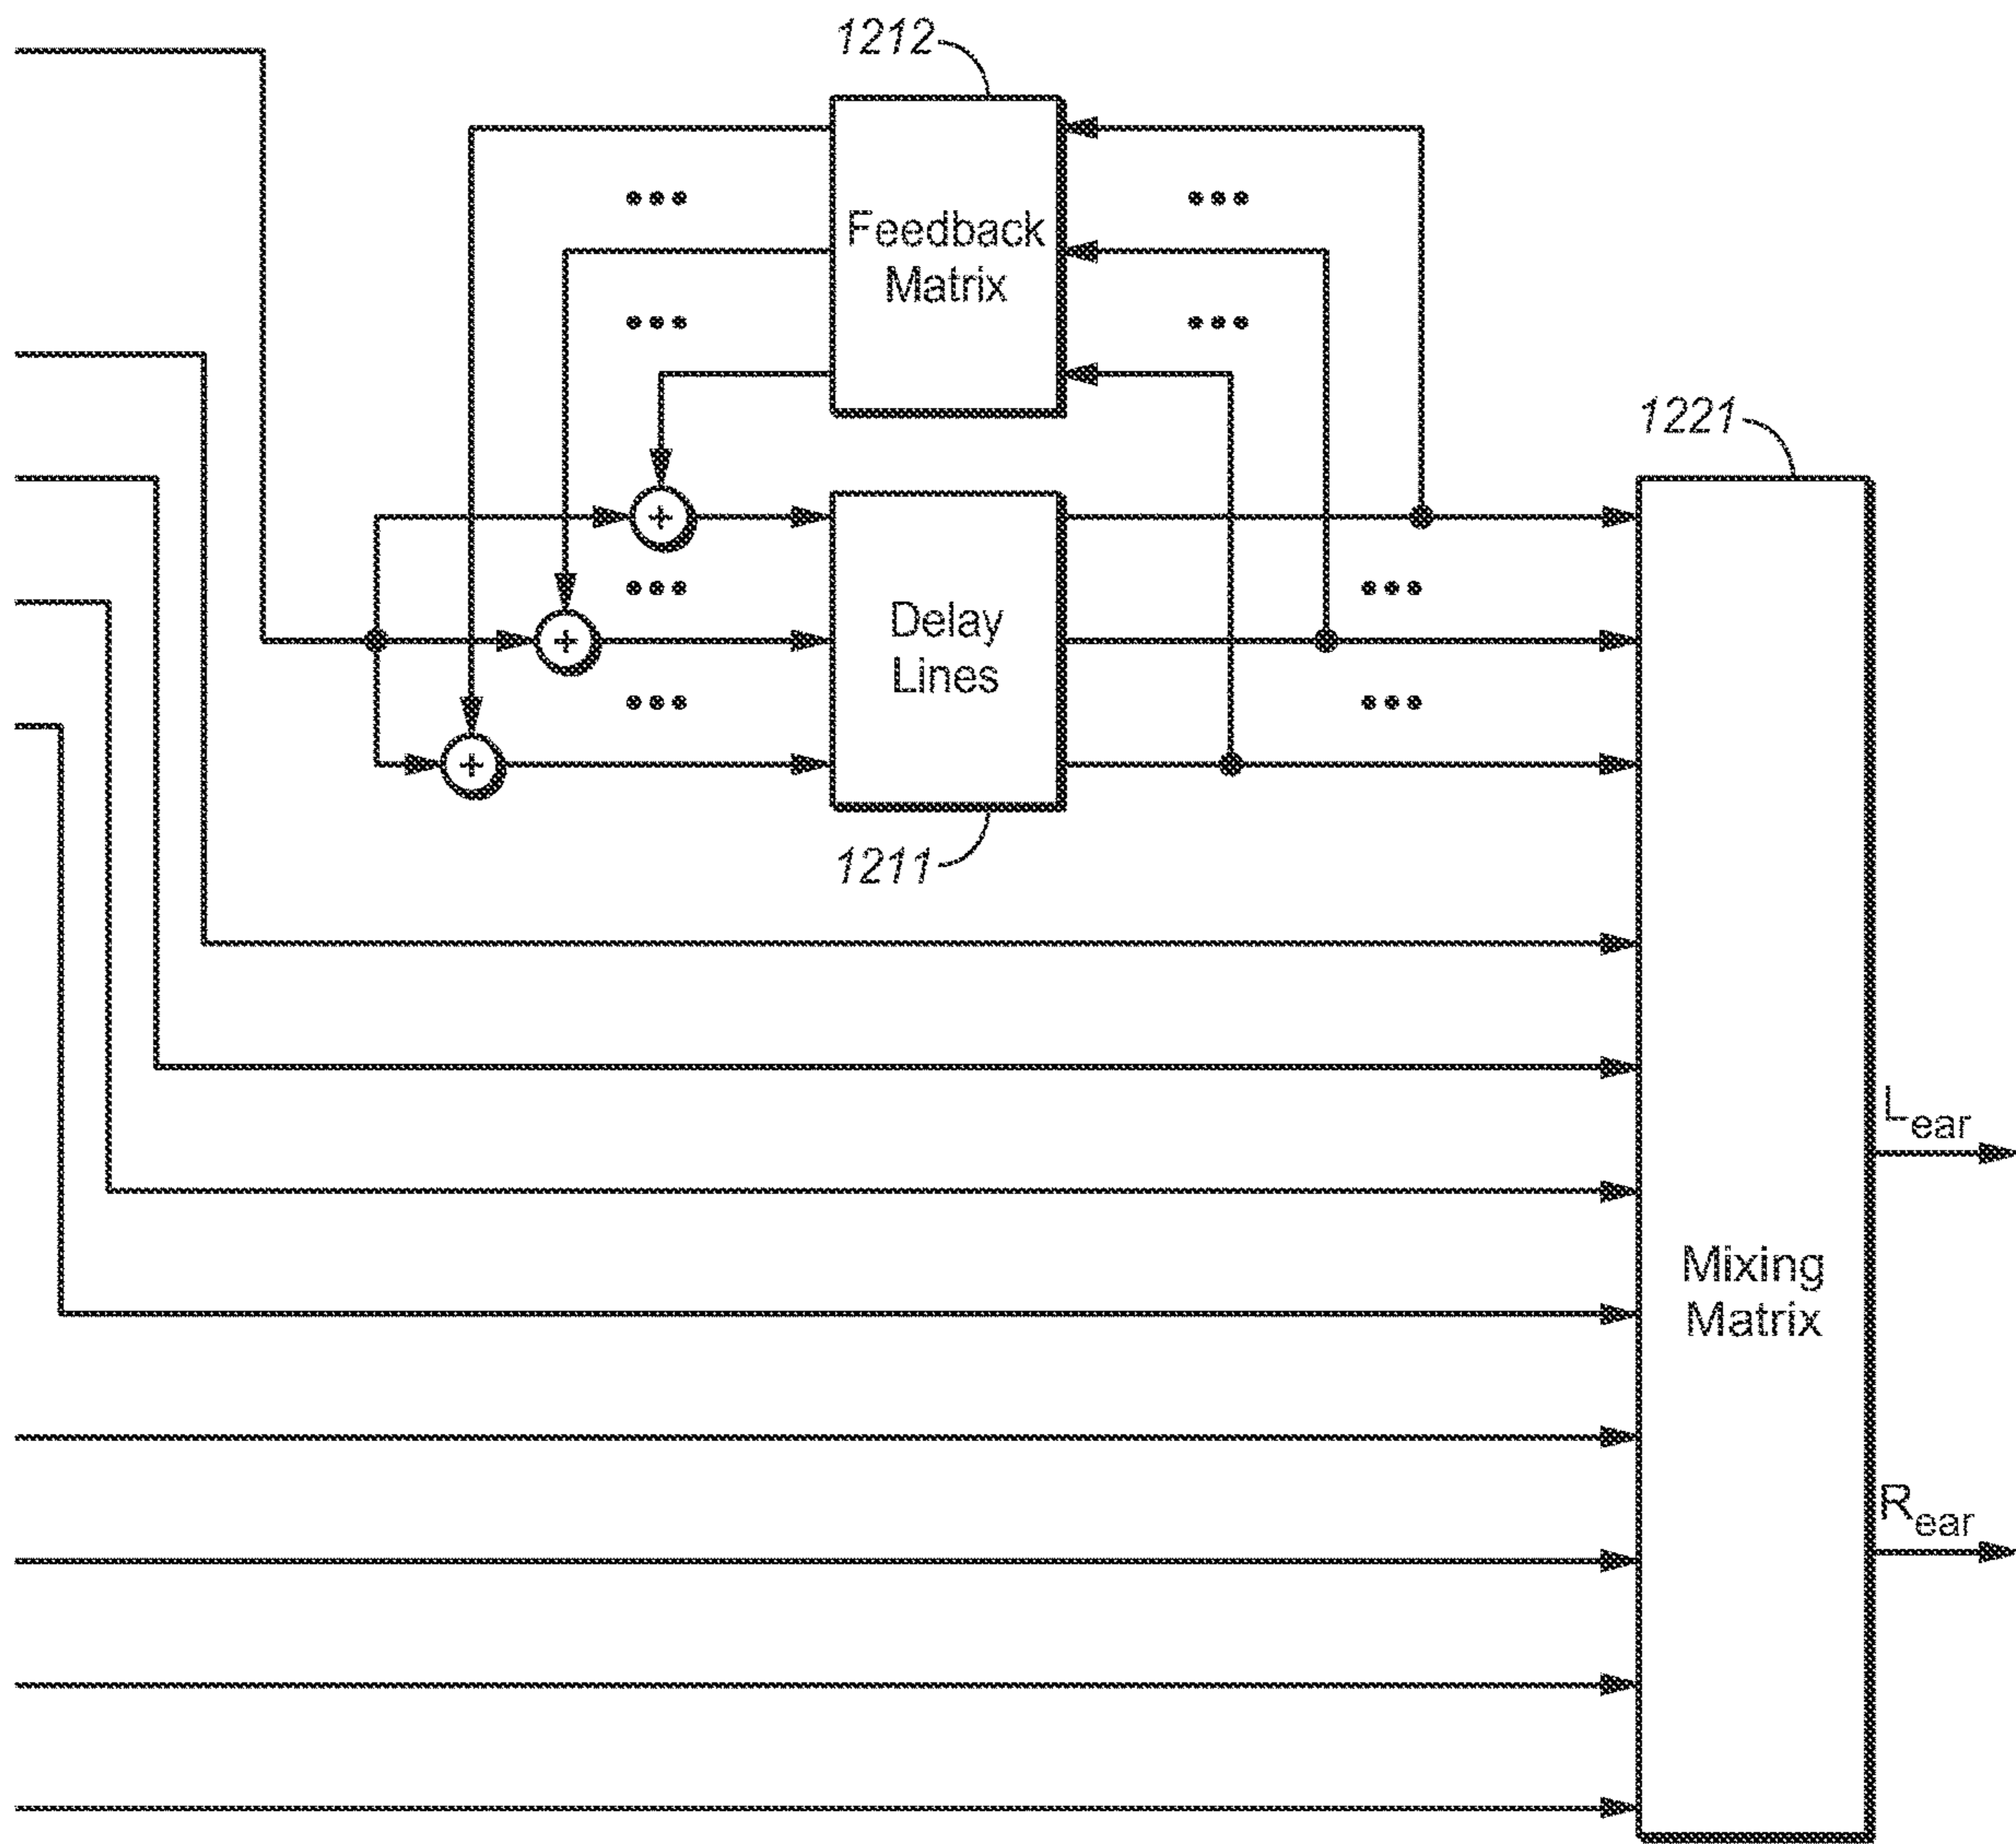 1212
Feedback
Matrix
1221
+
Delay
Lines
+
+
1211
Lear
Mixing
Matrix
Rear